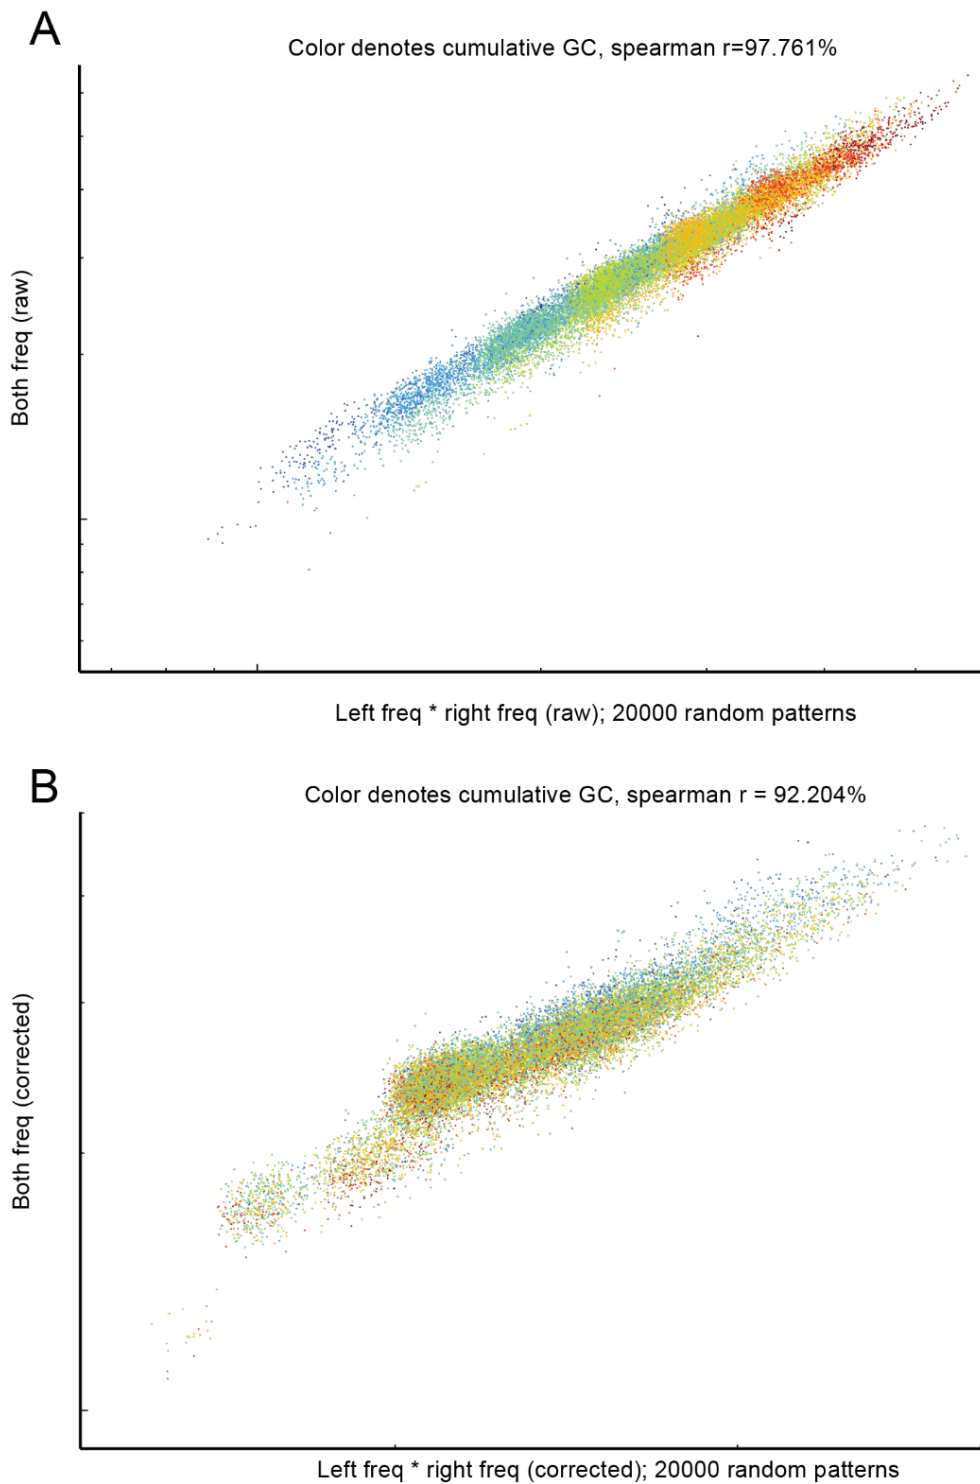 A
Color denotes cumulative GC, spearman r=97.761%
Both freq (raw)
Left freq * right freq (raw); 20000 random patterns
B
Color denotes cumulative GC, spearman r = 92.204%
Both freq (corrected)
Left freq * right freq (corrected); 20000 random patterns